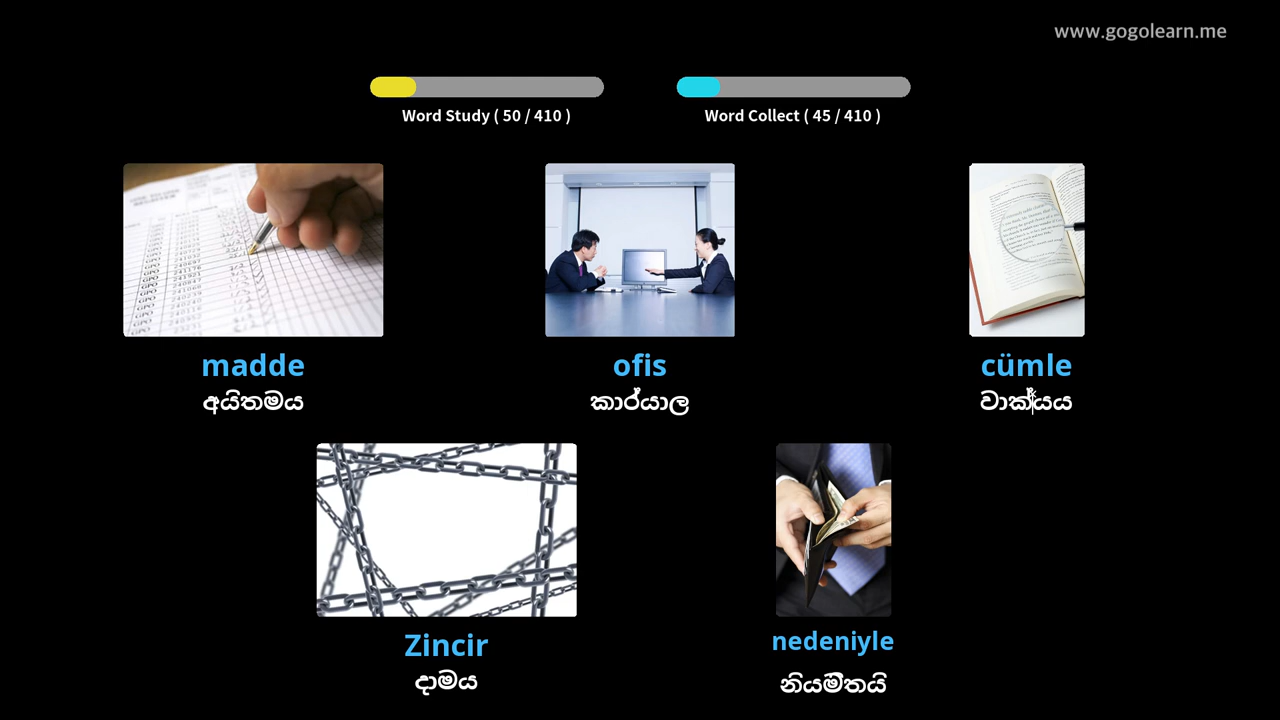 www.gogolearn.me
Word Study ( 50 / 410 )
Word Collect ( 45 / 410 )
madde
අයිතමය
ofis
කාර්යාල
cümle
වාක්‍යය
Zincir
දාමය
nedeniyle
නියමිතයි